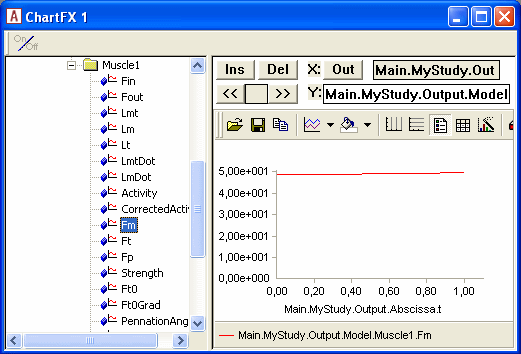 ChartFX 1
On/Off
Muscle1
Fin
Fout
Lmt
Lm
Lt
LmtDot
LmDot
Activity
CorrectedActiv
Fm
Ft
Fp
Strength
Ft0
Ft0Grad
PennationAng
Ins Del X: Out Main.MyStudy.Out
<< >> Y: Main.MyStudy.Output.Model
5,00e+001
4,00e+001
3,00e+001
2,00e+001
1,00e+001
0,00e+000
0,00 0,20 0,40 0,60 0,80 1,00
Main.MyStudy.Output.Abscissa.t
Main.MyStudy.Output.Model.Muscle1.Fm